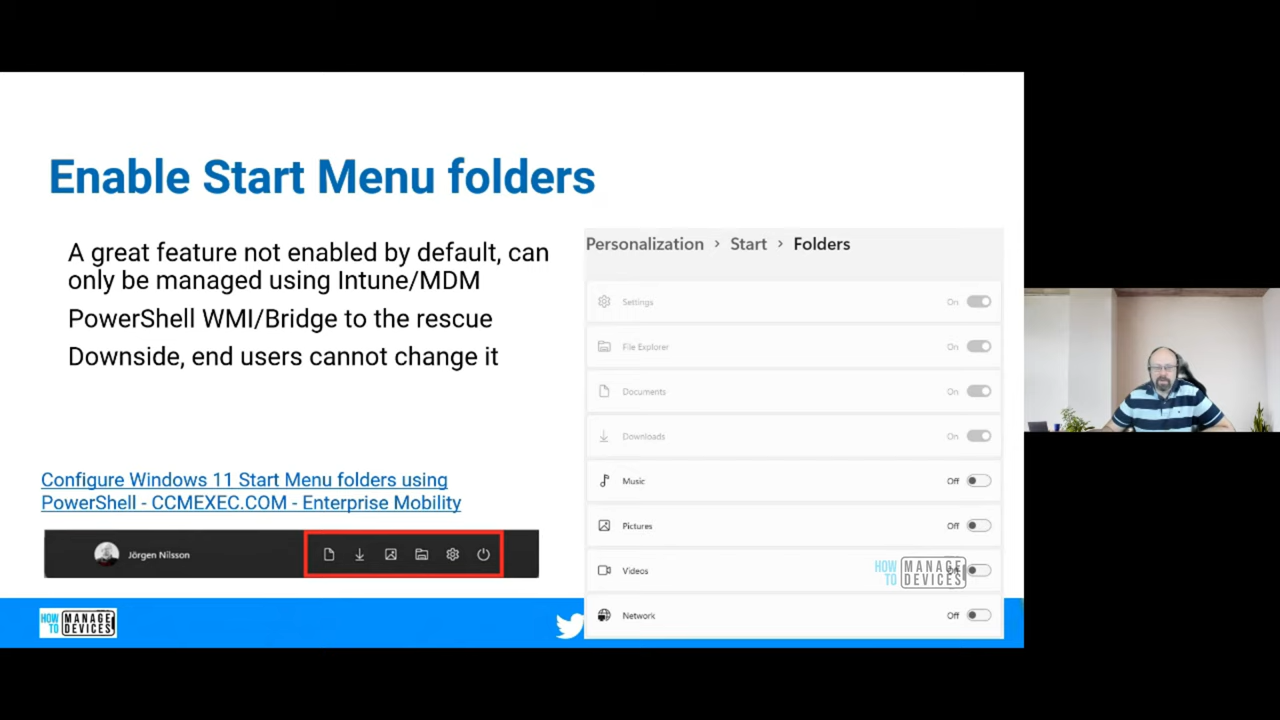 Enable Start Menu folders
A great feature not enabled by default, can
only be managed using Intune/MDM
PowerShell WMI/Bridge to the rescue
Downside, end users cannot change it
Configure Windows 11 Start Menu folders using
PowerShell - CCMEXEC.COM - Enterprise Mobility
Jörgen Nilsson
HOW TO MANAGE DEVICES
Personalization > Start > Folders
Settings On
File Explorer On
Documents On
Downloads On
Music Off
Pictures Off
Videos
HOW TO MANAGE DEVICES
Network Off